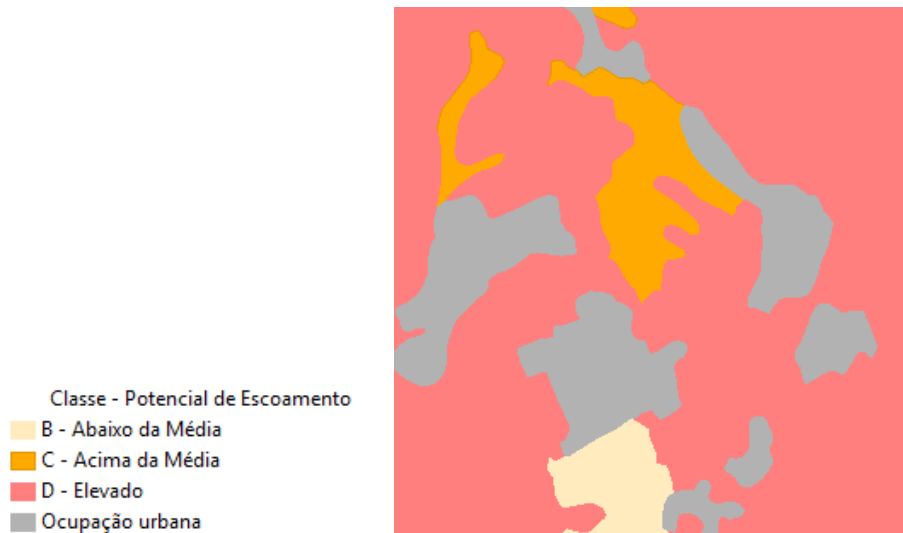 Classe - Potencial de Escoamento
B - Abaixo da Média
C - Acima da Média
D - Elevado
Ocupação urbana